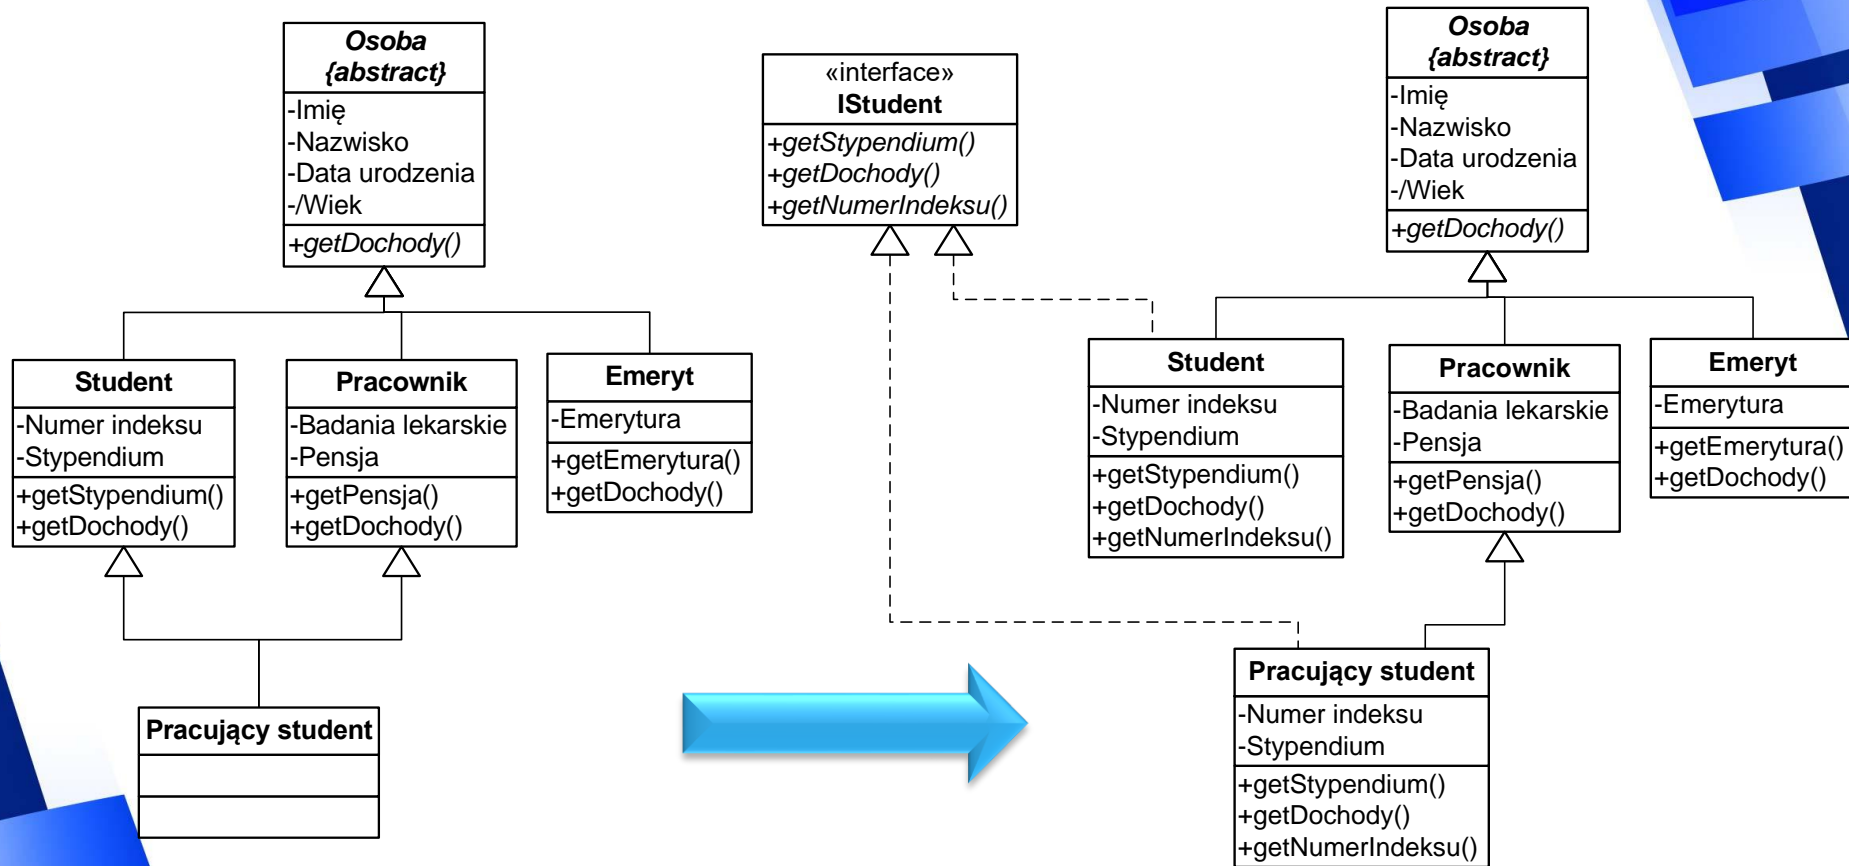 Osoba
{abstract}
-Imię
-Nazwisko
-Data urodzenia
-/Wiek
+getDochody()
Student
-Numer indeksu
-Stypendium
+getStypendium()
+getDochody()
Pracownik
-Badania lekarskie
-Pensja
+getPensja()
+getDochody()
Emeryt
-Emerytura
+getEmerytura()
+getDochody()
Pracujący student
«interface»
IStudent
+getStypendium()
+getDochody()
+getNumerIndeksu()
Osoba
{abstract}
-Imię
-Nazwisko
-Data urodzenia
-/Wiek
+getDochody()
Student
-Numer indeksu
-Stypendium
+getStypendium()
+getDochody()
+getNumerIndeksu()
Pracownik
-Badania lekarskie
-Pensja
+getPensja()
+getDochody()
Emeryt
-Emerytura
+getEmerytura()
+getDochody()
Pracujący student
-Numer indeksu
-Stypendium
+getStypendium()
+getDochody()
+getNumerIndeksu()